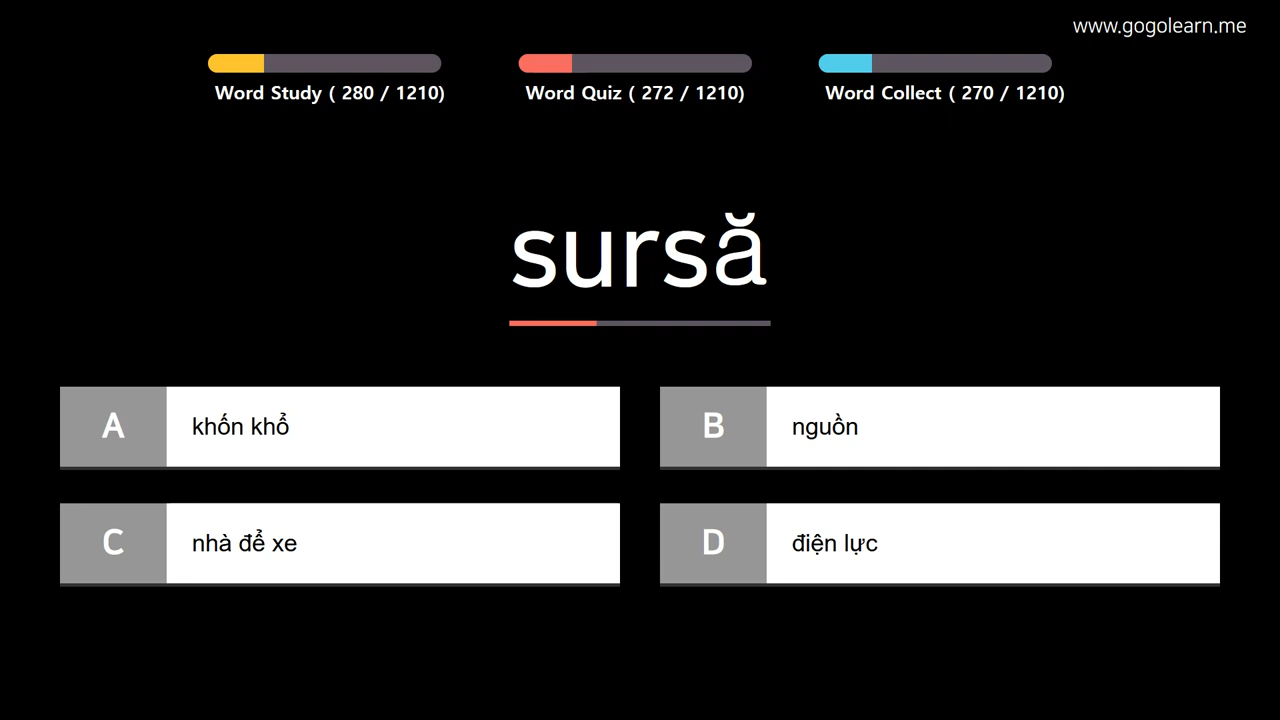 www.gogolearn.me
Word Study ( 280 / 1210)
Word Quiz ( 272 / 1210)
Word Collect ( 270 / 1210)
sursă
A
khốn khổ
B
nguồn
C
nhà để xe
D
điện lực